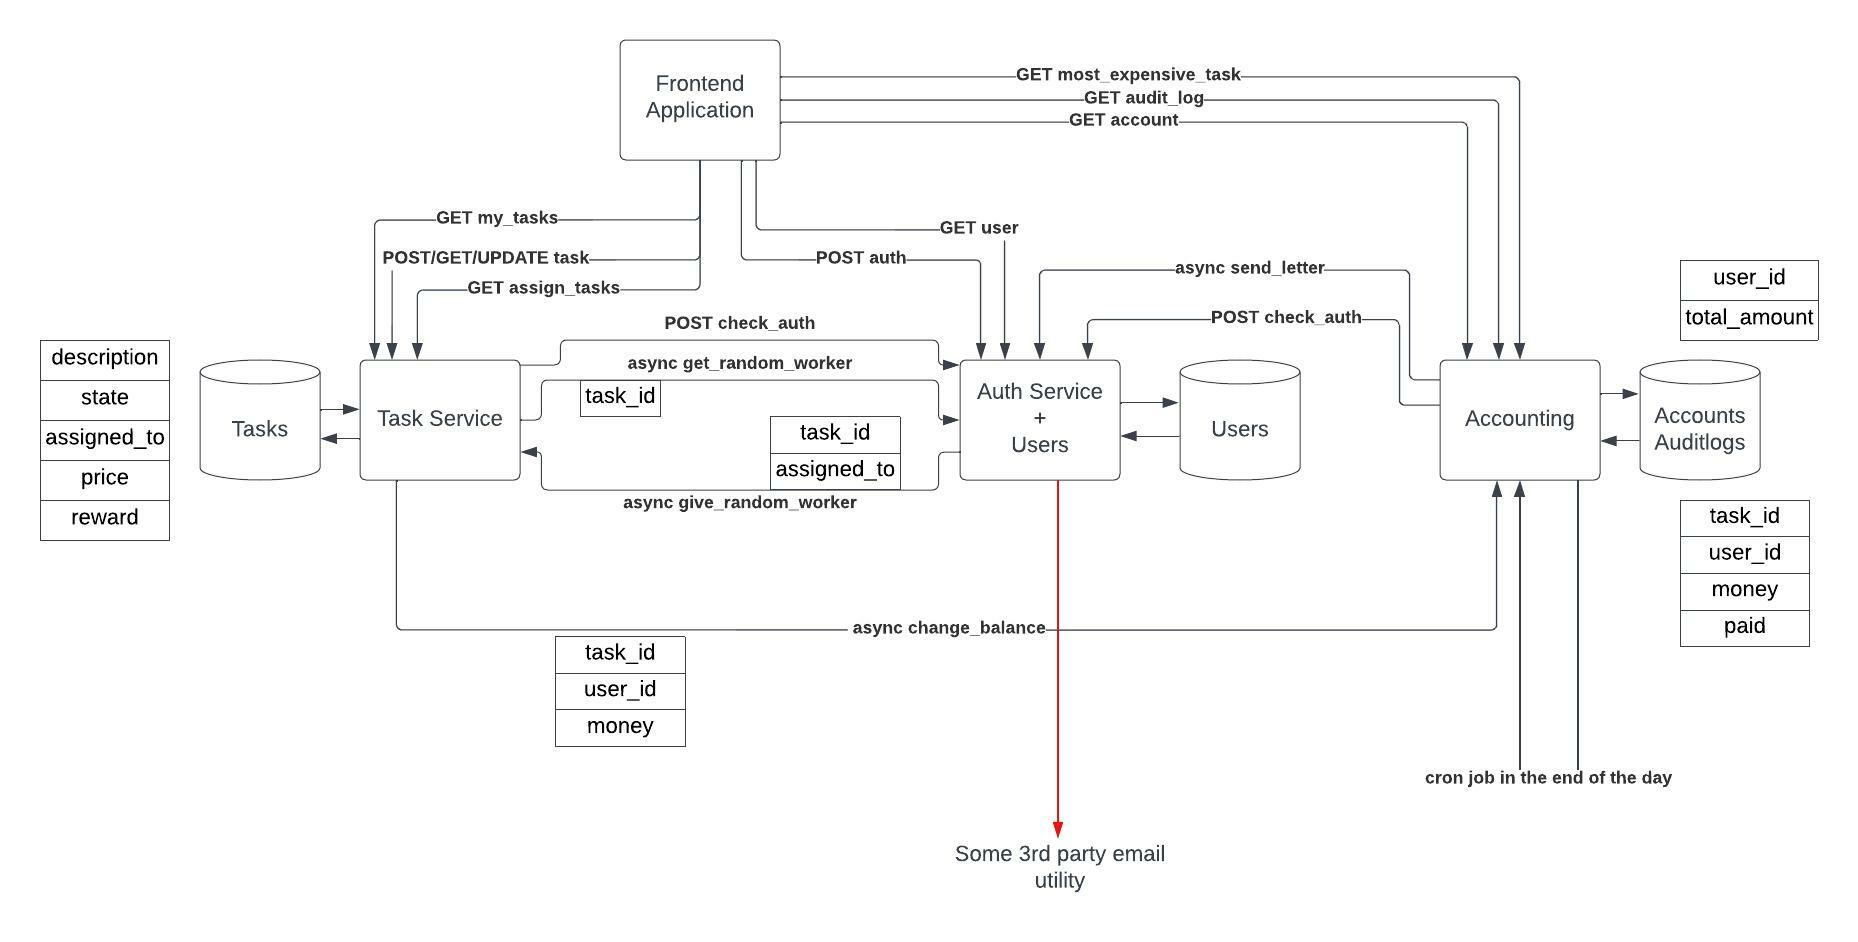 Frontend
Application
GET most_expensive_task
GET audit_log
GET account
GET my_tasks
GET user
POST/GET/UPDATE task
POST auth
GET assign_tasks
async send_letter
POST check_auth
POST check_auth
async get_random_worker
task_id
user_id
total_amount
description
state
assigned_to
price
reward
Tasks
Task Service
task_id
assigned_to
Auth Service
+
Users
Users
Accounting
Accounts
Auditlogs
async give_random_worker
task_id
user_id
money
paid
async change_balance
task_id
user_id
money
cron job in the end of the day
Some 3rd party email
utility